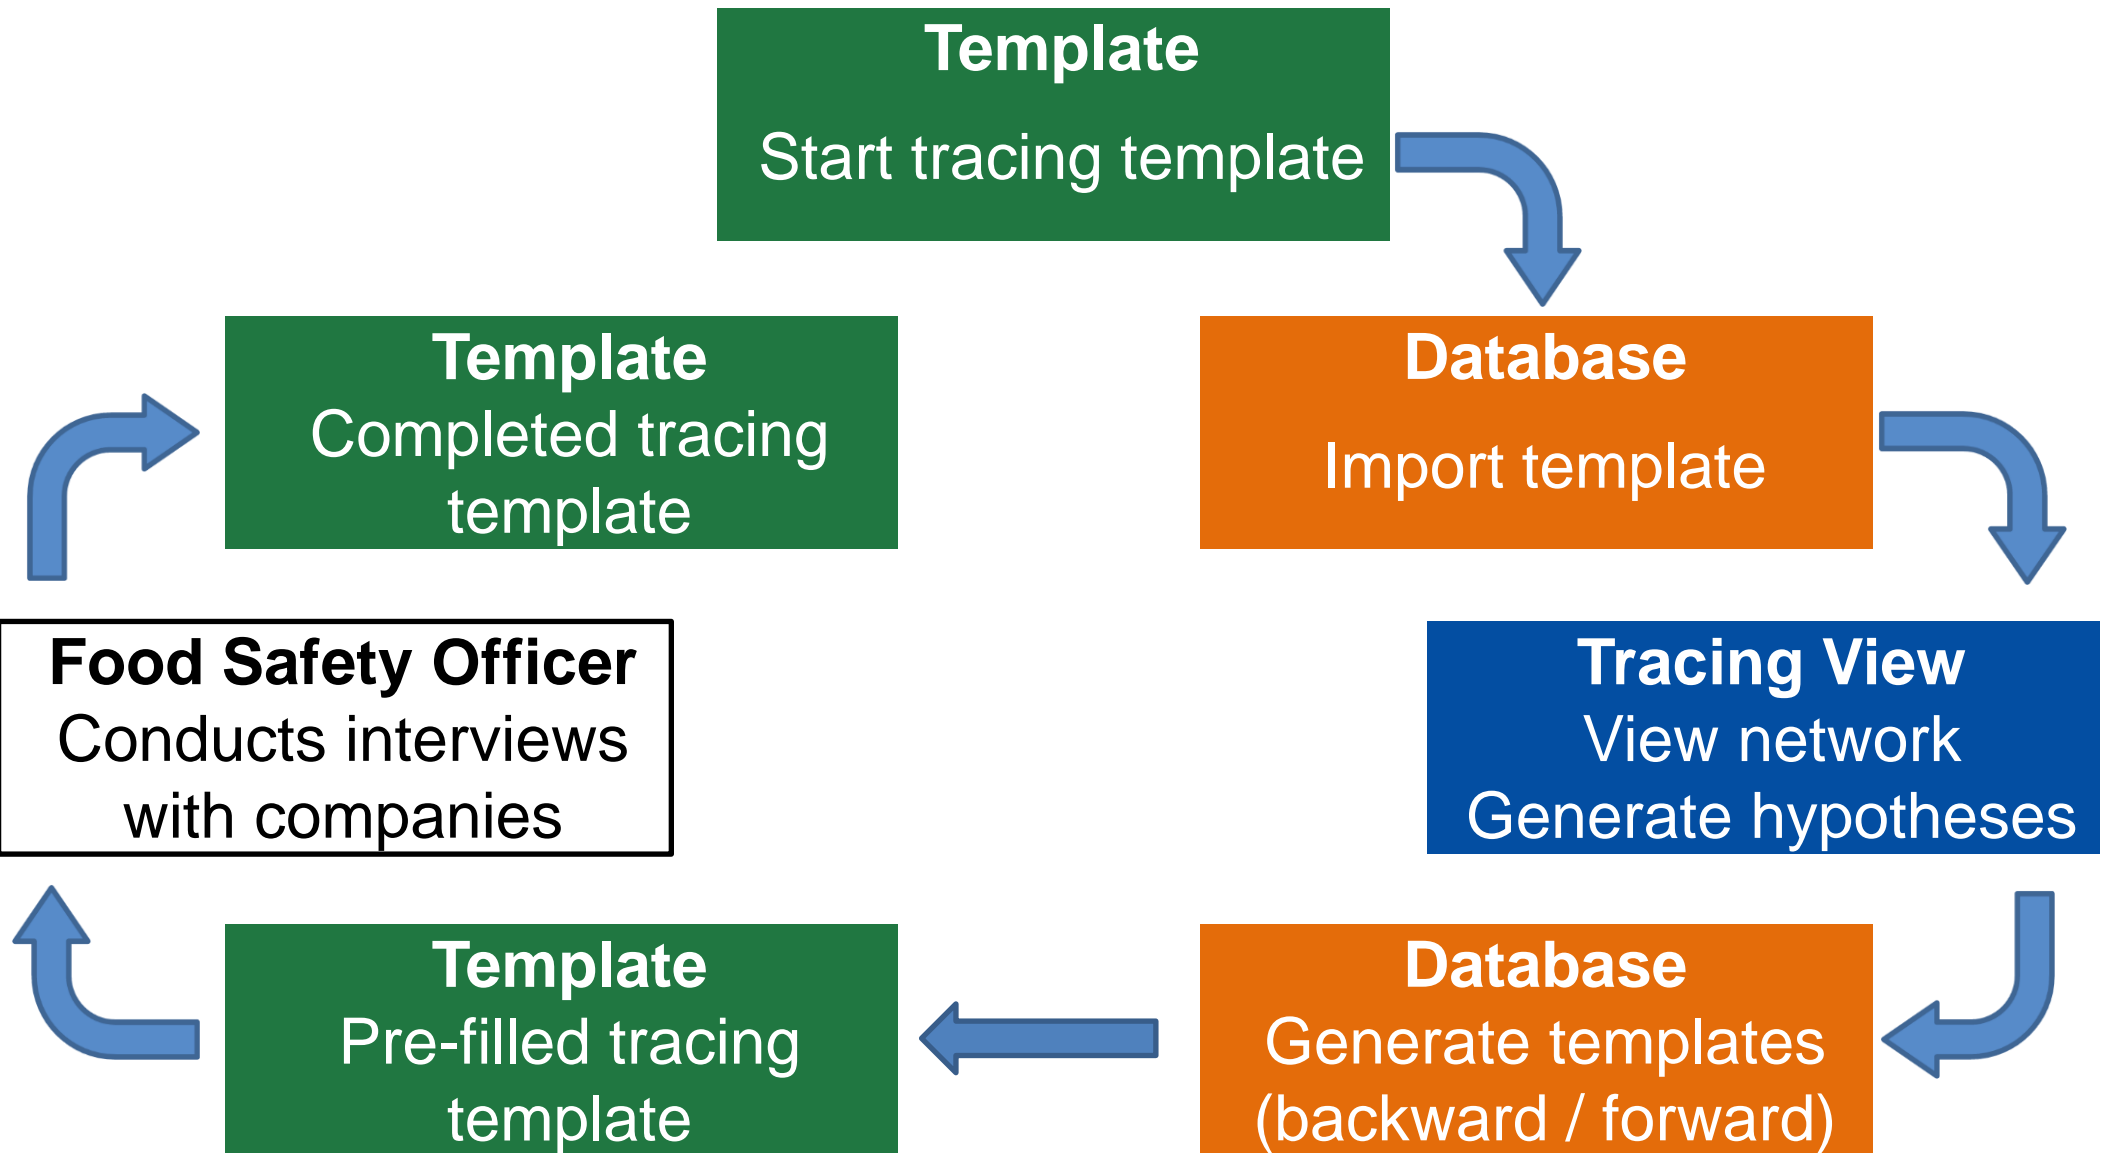 Template
Start tracing template
Template
Completed tracing
template
Database
Import template
Food Safety Officer
Conducts interviews
with companies
Tracing View
View network
Generate hypotheses
Template
Pre-filled tracing
template
Database
Generate templates
(backward / forward)